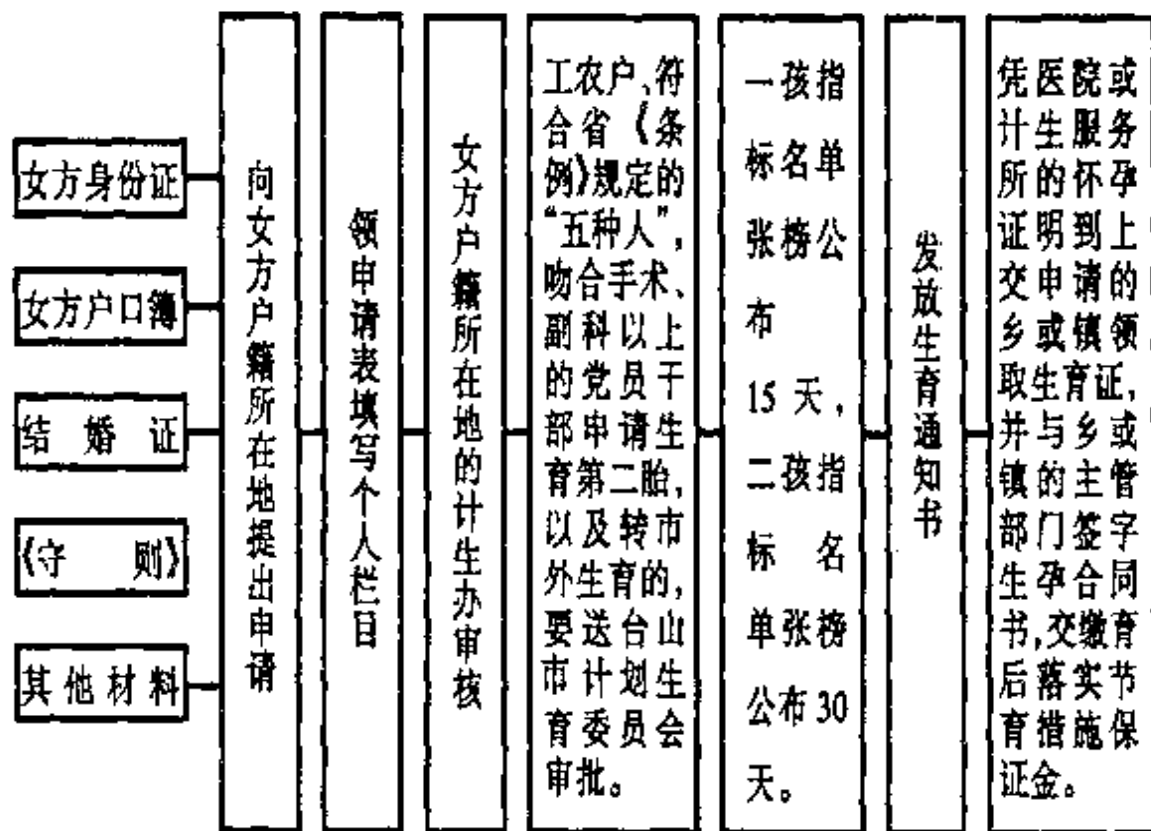 女方身份证
女方户口簿
结婚证
《守则》
其他材料
向女方户籍所在地提出申请
领申请表填写个人栏目
女方户籍所在地的计生办审核
工农户、符
合省《条
例》规定的
“五种人”,
吻合手术、
副科以上
的党员干
部申请生
育第二胎,
以及转市
外生育的,
要送台山
市计划生
育委员会
审批。
一孩指
标名单
张榜公
布
15天,
二孩指
标名
单张榜
公布30
天。
发放生育通知书
凭医院或
计生服务
所的怀孕
证明到上
交申请的
乡或镇领
取生育证,
并与乡或
镇的主管
部门签字
生孕合同
书,交缴育
后落实节
育措施保
证金。